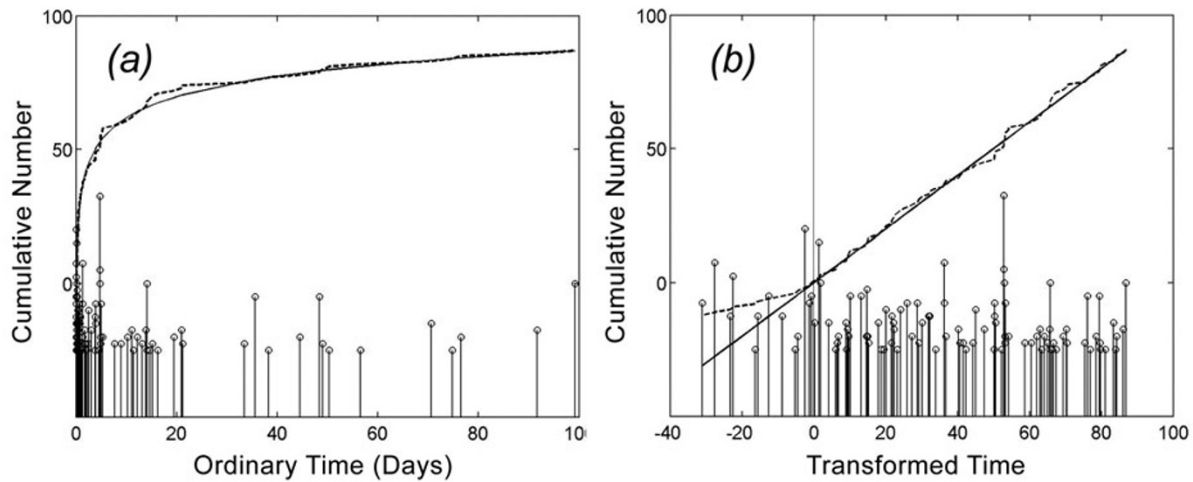 (a)
Cumulative Number
100
50
0
0 20 40 60 80 10
Ordinary Time (Days)
(b)
Cumulative Number
100
50
0
-40 -20 0 20 40 60 80 100
Transformed Time